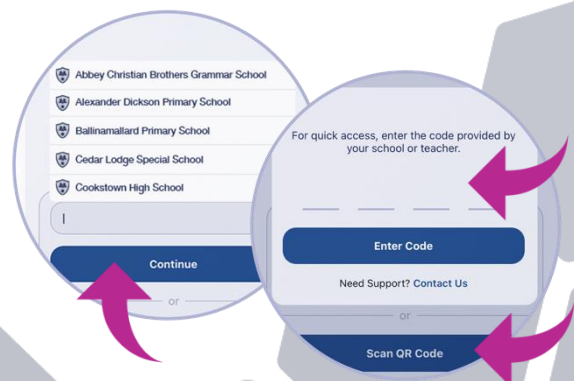 Abbey Christian Brothers Grammar School
Alexander Dickson Primary School
Ballinamallard Primary School
Cedar Lodge Special School
Cookstown High School
Continue
or
For quick access, enter the code provided by
your school or teacher.
Enter Code
Need Support? Contact Us
or
Scan QR Code